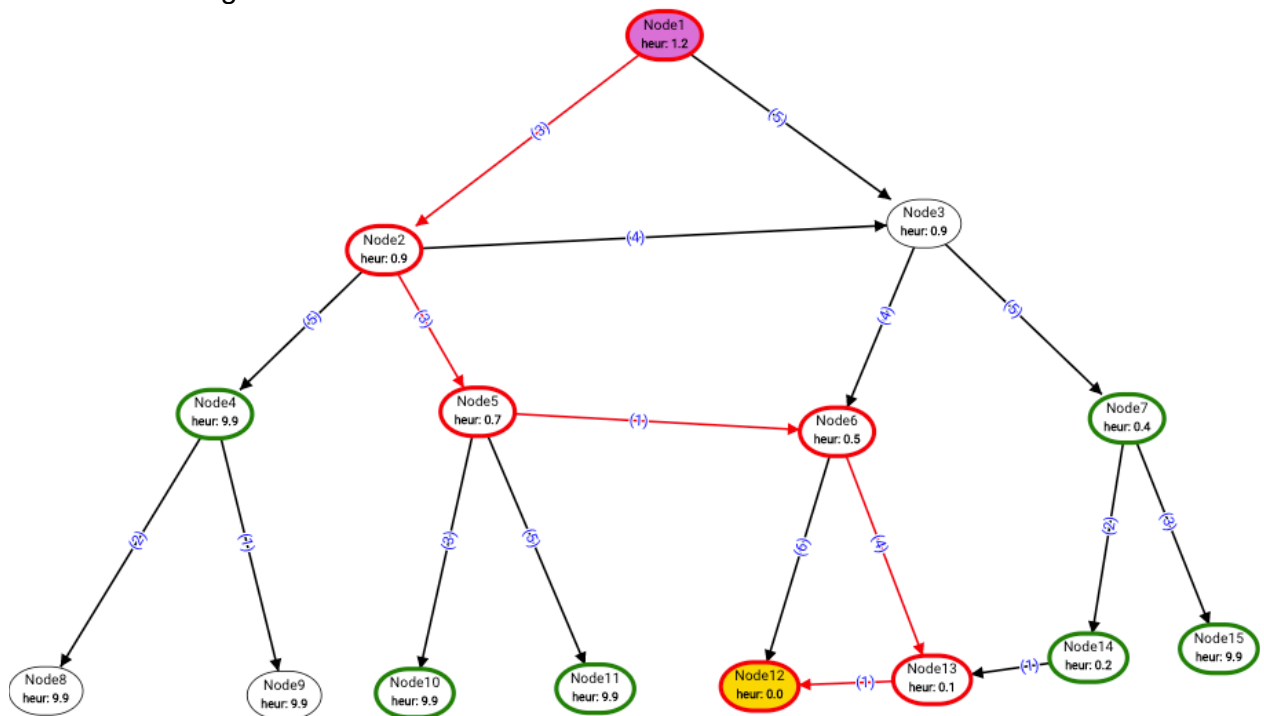 Node1
heur: 1.2
(3)
(5)
Node3
heur: 0.9
Node2
heur: 0.9
(4)
(5)
(3)
(4)
(5)
Node4
heur: 9.9
Node5
heur: 0.7
(1)
Node6
heur: 0.5
Node7
heur: 0.4
(2)
(1)
(3)
(5)
(6)
(4)
(2)
(3)
Node8
heur: 9.9
Node9
heur: 9.9
Node10
heur: 9.9
Node11
heur: 9.9
Node12
heur: 0.0
(1)
Node13
heur: 0.1
(1)
Node14
heur: 0.2
Node15
heur: 9.9